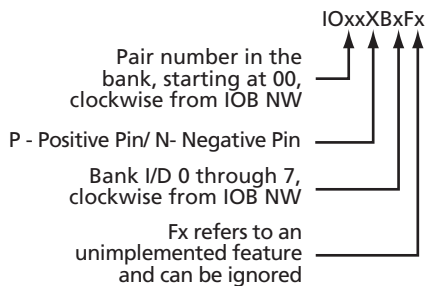 IOxxXBxFx
Pair number in the
bank, starting at 00,
clockwise from IOB NW
P - Positive Pin/ N- Negative Pin
Bank I/D 0 through 7,
clockwise from IOB NW
Fx refers to an
unimplemented feature
and can be ignored